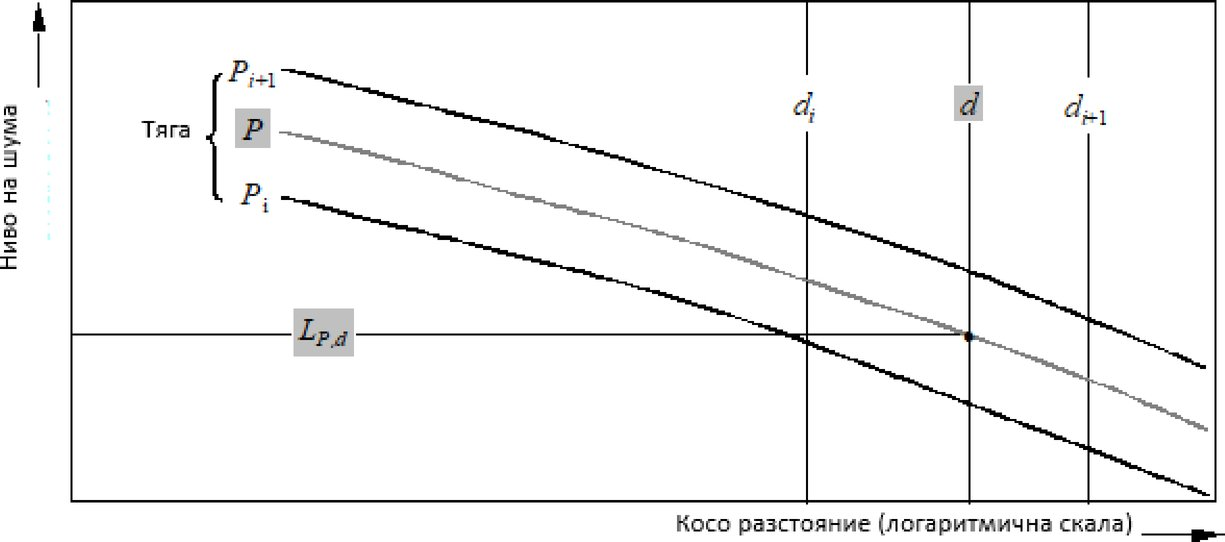 P_{i+1}
d_i
d
d_{i+1}
Тяга
P
P_i
Ниво на шума
L_{P,d}
Косо разстояние (логаритмична скала)